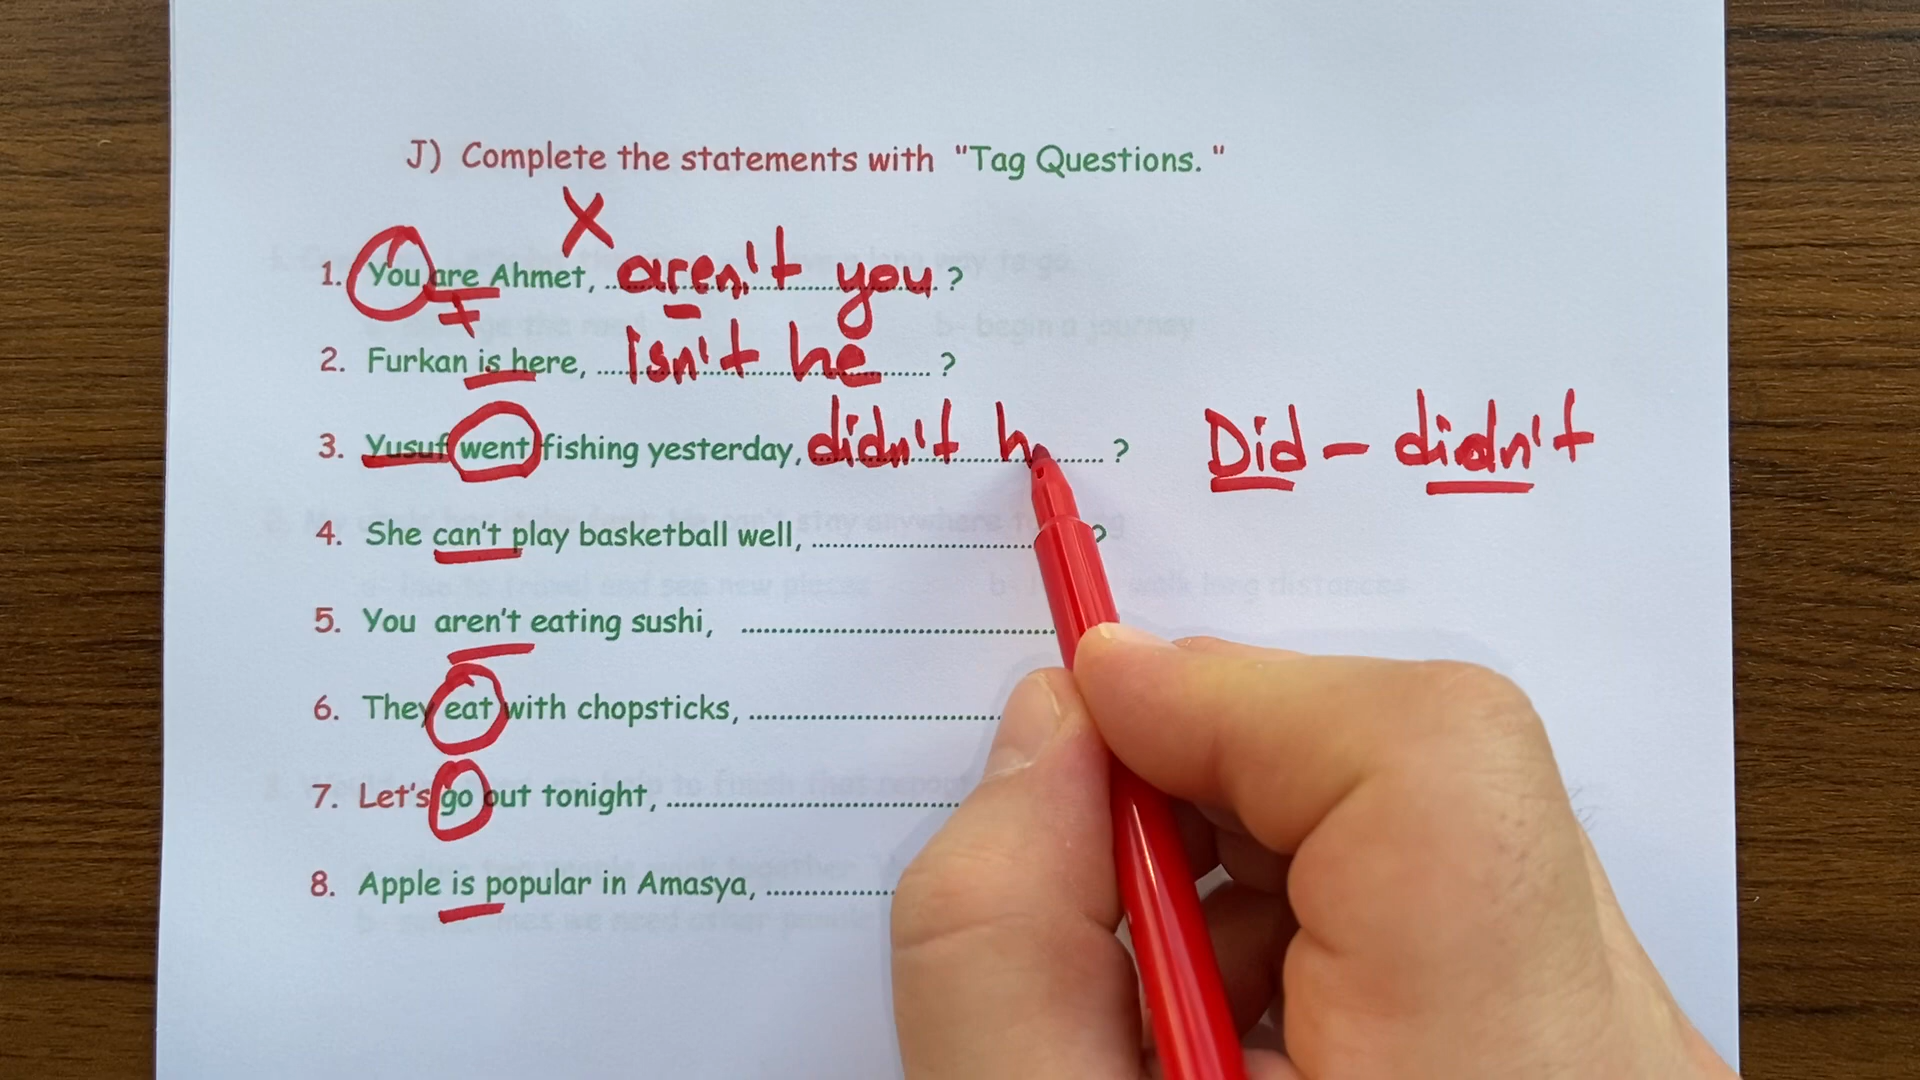 J) Complete the statements with "Tag Questions."
X
1. You are Ahmet, aren't you ?
+
2. Furkan is here, isn't he ?
3. Yusuf went fishing yesterday, didn't h ? Did - didn't
4. She can't play basketball well, ?
5. You aren't eating sushi,
6. They eat with chopsticks,
7. Let's go out tonight,
8. Apple is popular in Amasya,